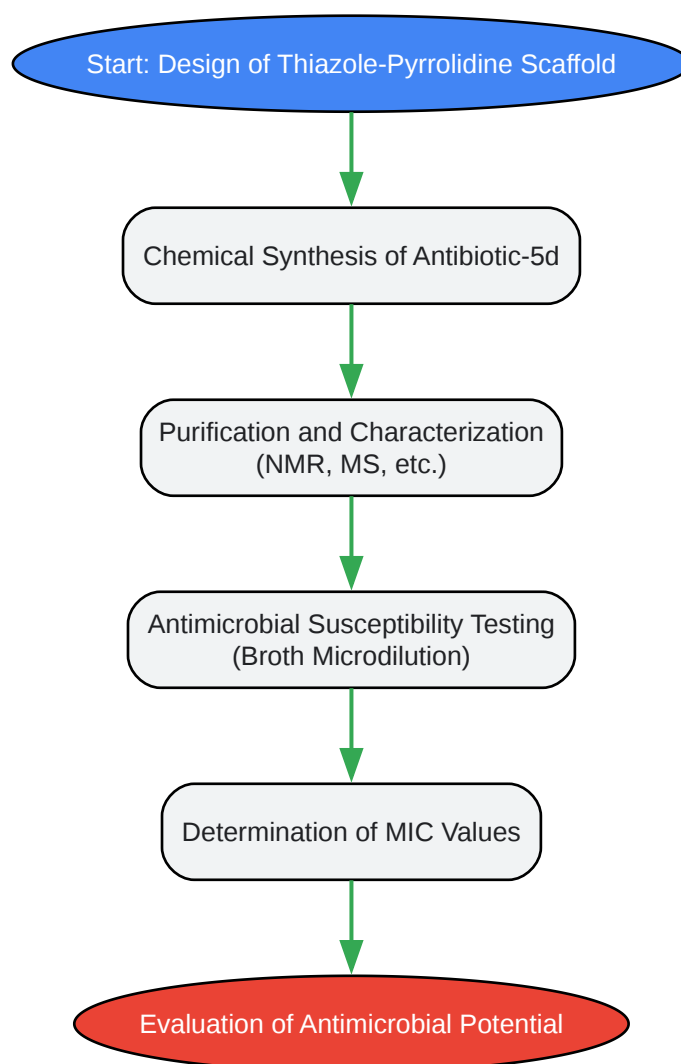 Start: Design of Thiazole-Pyrrolidine Scaffold
Chemical Synthesis of Antibiotic-5d
Purification and Characterization
(NMR, MS, etc.)
Antimicrobial Susceptibility Testing
(Broth Microdilution)
Determination of MIC Values
Evaluation of Antimicrobial Potential